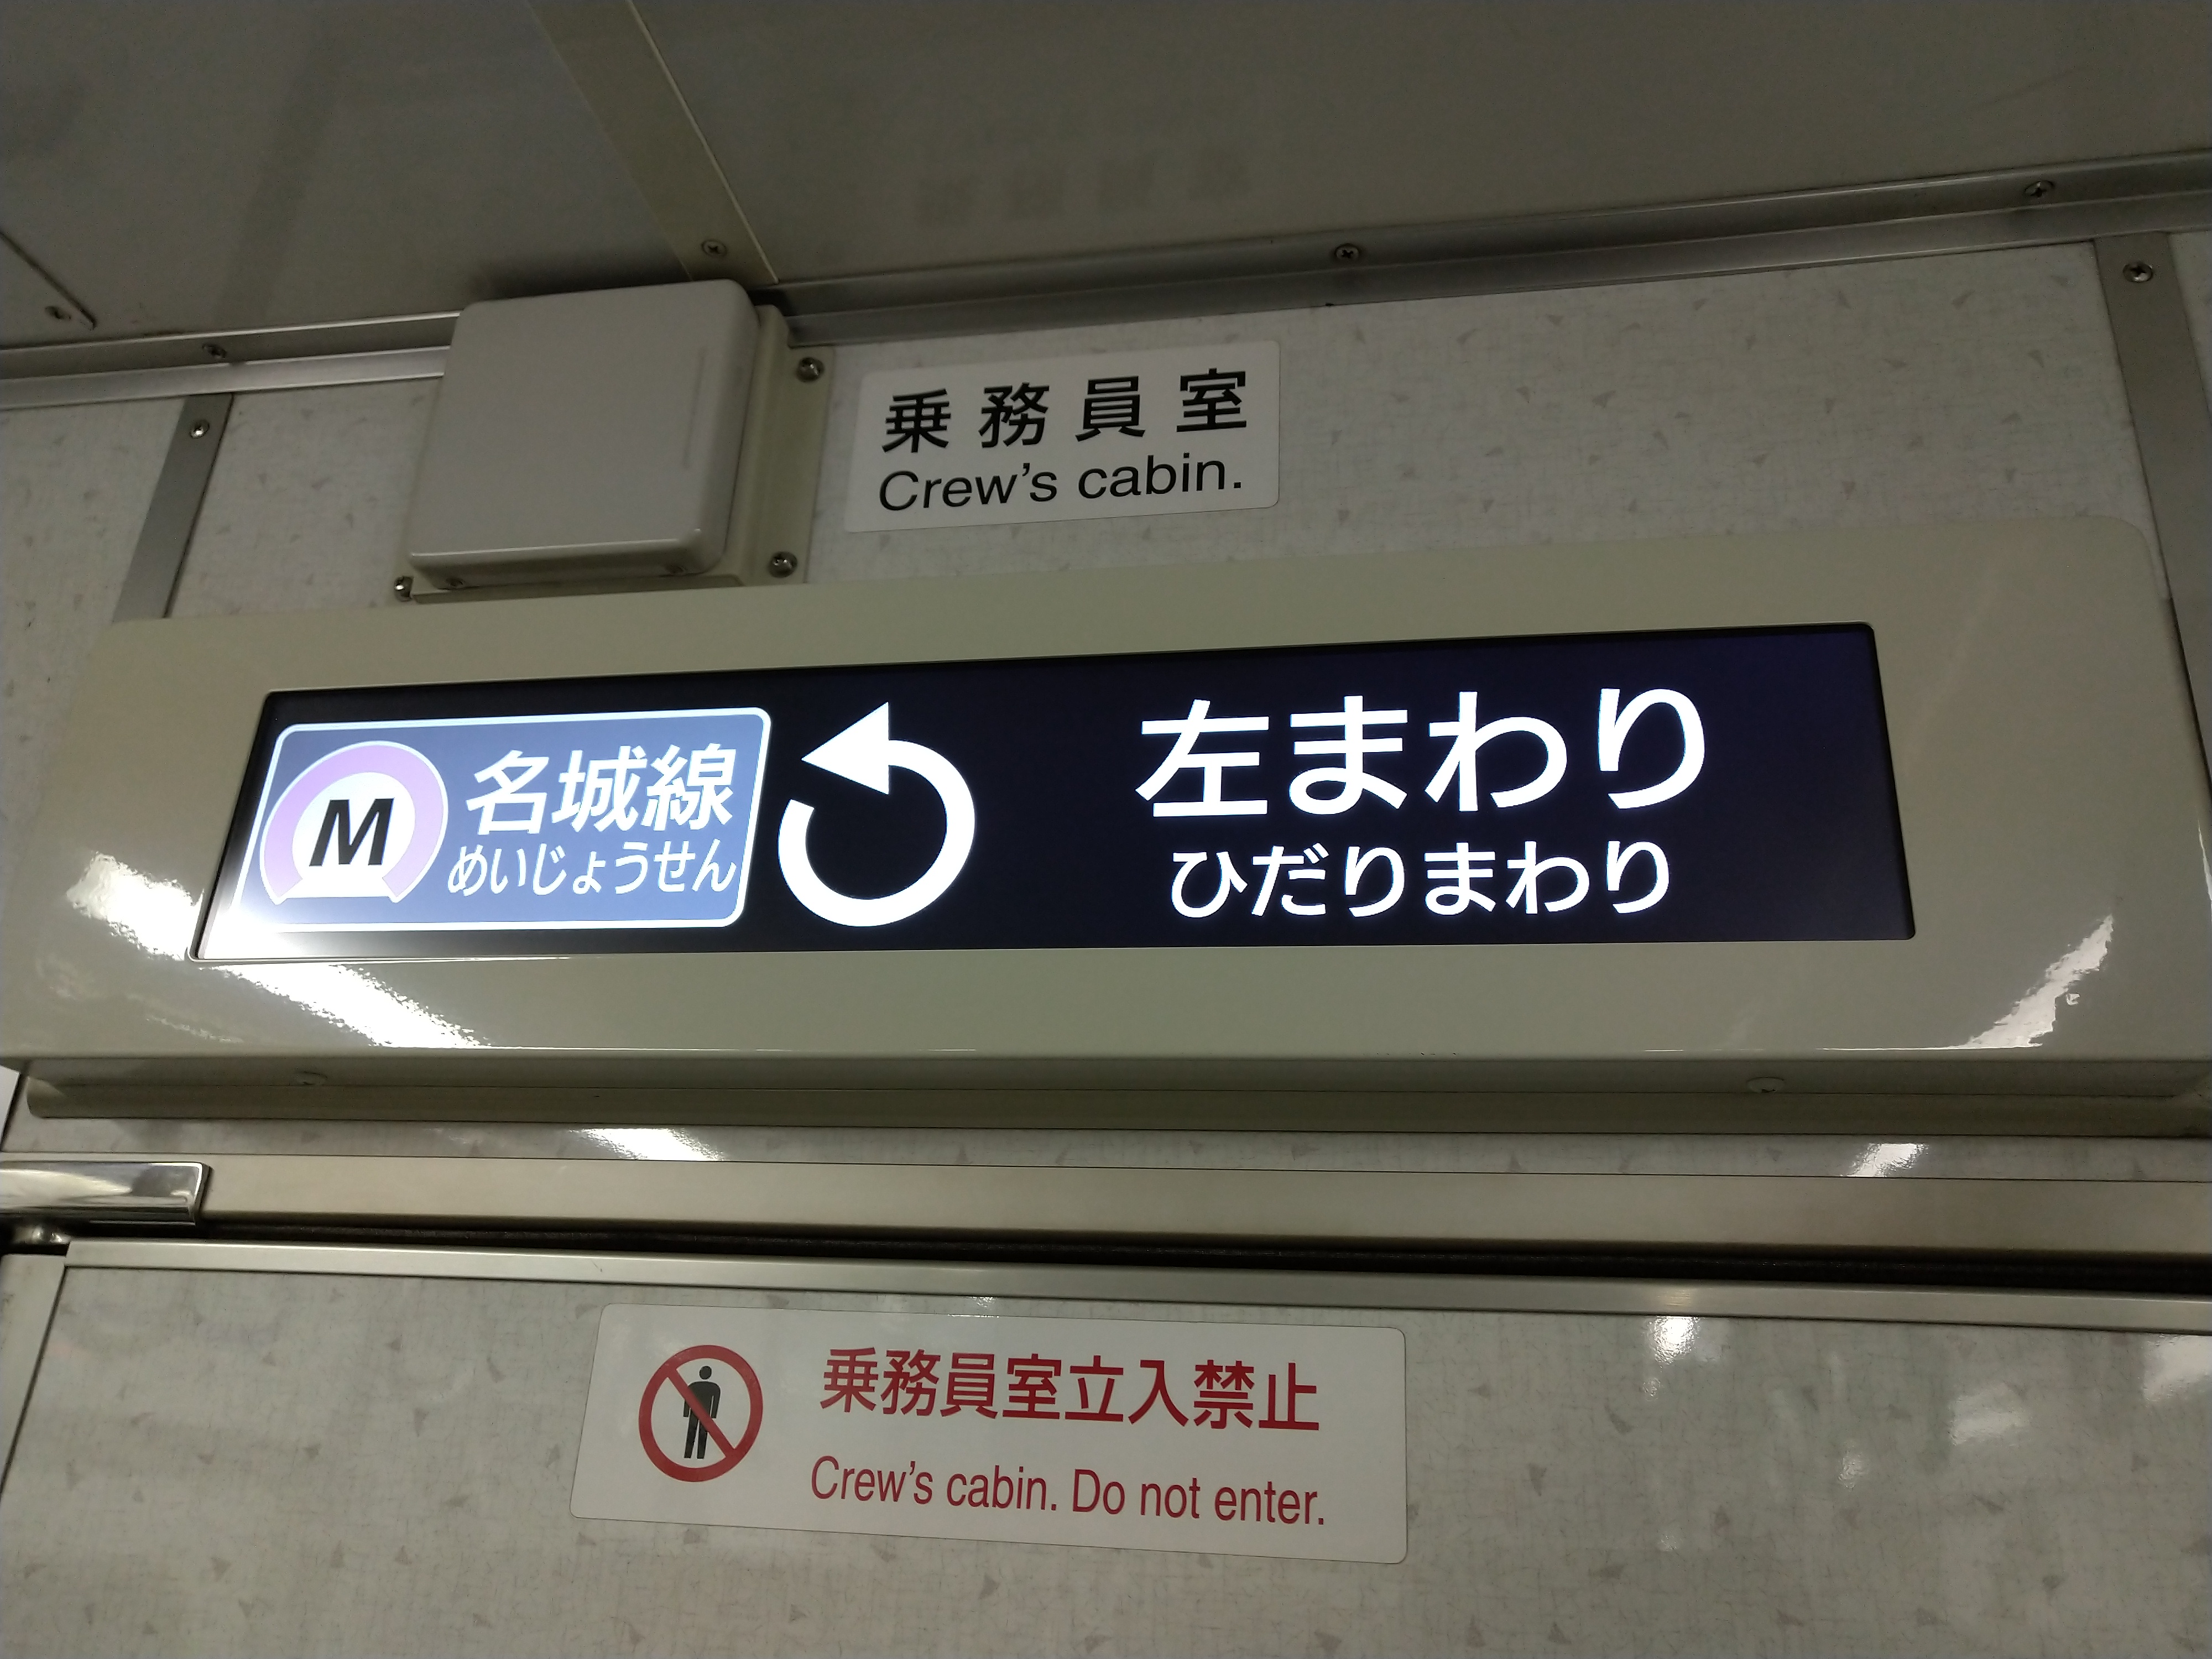 乗務員室
Crew's cabin.
M 名城線
めいじょうせん
左まわり
ひだりまわり
乗務員室立入禁止
Crew's cabin. Do not enter.